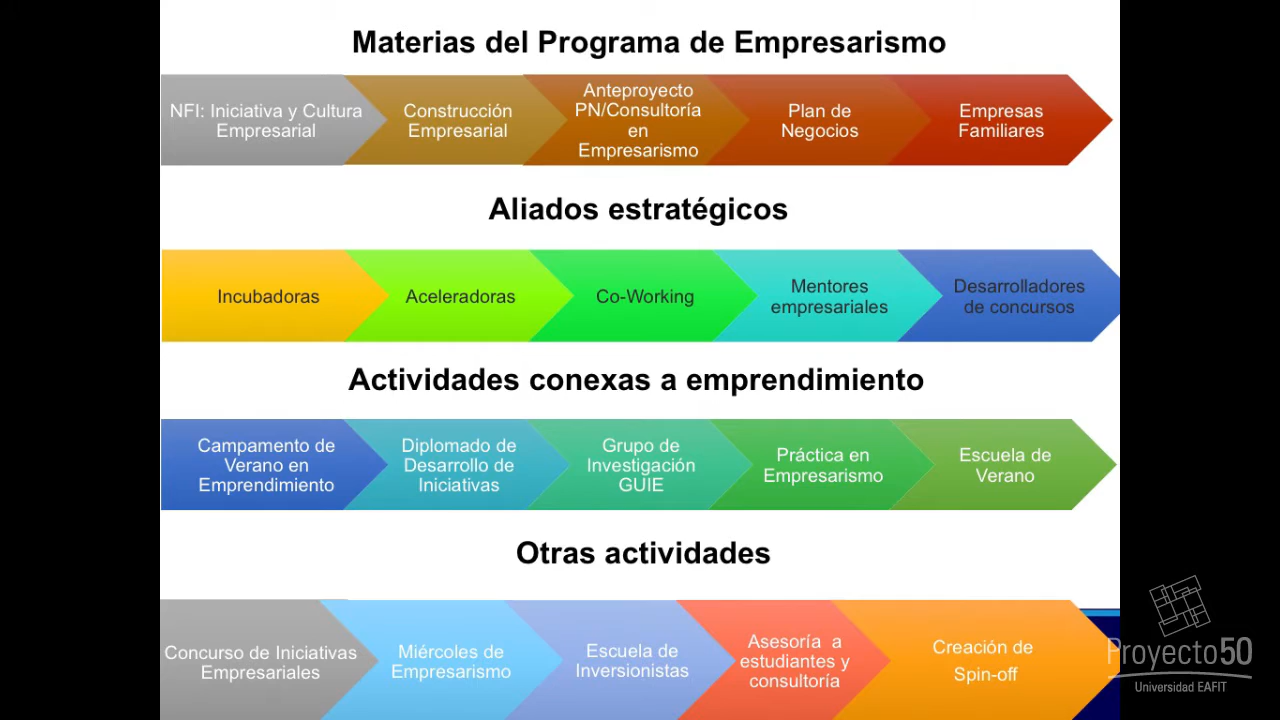 Materias del Programa de Empresarismo
NFI: Iniciativa y Cultura
Empresarial
Construcción
Empresarial
Anteproyecto
PN/Consultoría
en
Empresarismo
Plan de
Negocios
Empresas
Familiares
Aliados estratégicos
Incubadoras
Aceleradoras
Co-Working
Mentores
empresariales
Desarrolladores
de concursos
Actividades conexas a emprendimiento
Campamento de
Verano en
Emprendimiento
Diplomado de
Desarrollo de
Iniciativas
Grupo de
Investigación
GUIE
Práctica en
Empresarismo
Escuela de
Verano
Otras actividades
Concurso de Iniciativas
Empresariales
Miércoles de
Empresarismo
Escuela de
Inversionistas
Asesoría a
estudiantes y
consultoría
Creación de
Spin-off
Proyecto50
Universidad EAFIT